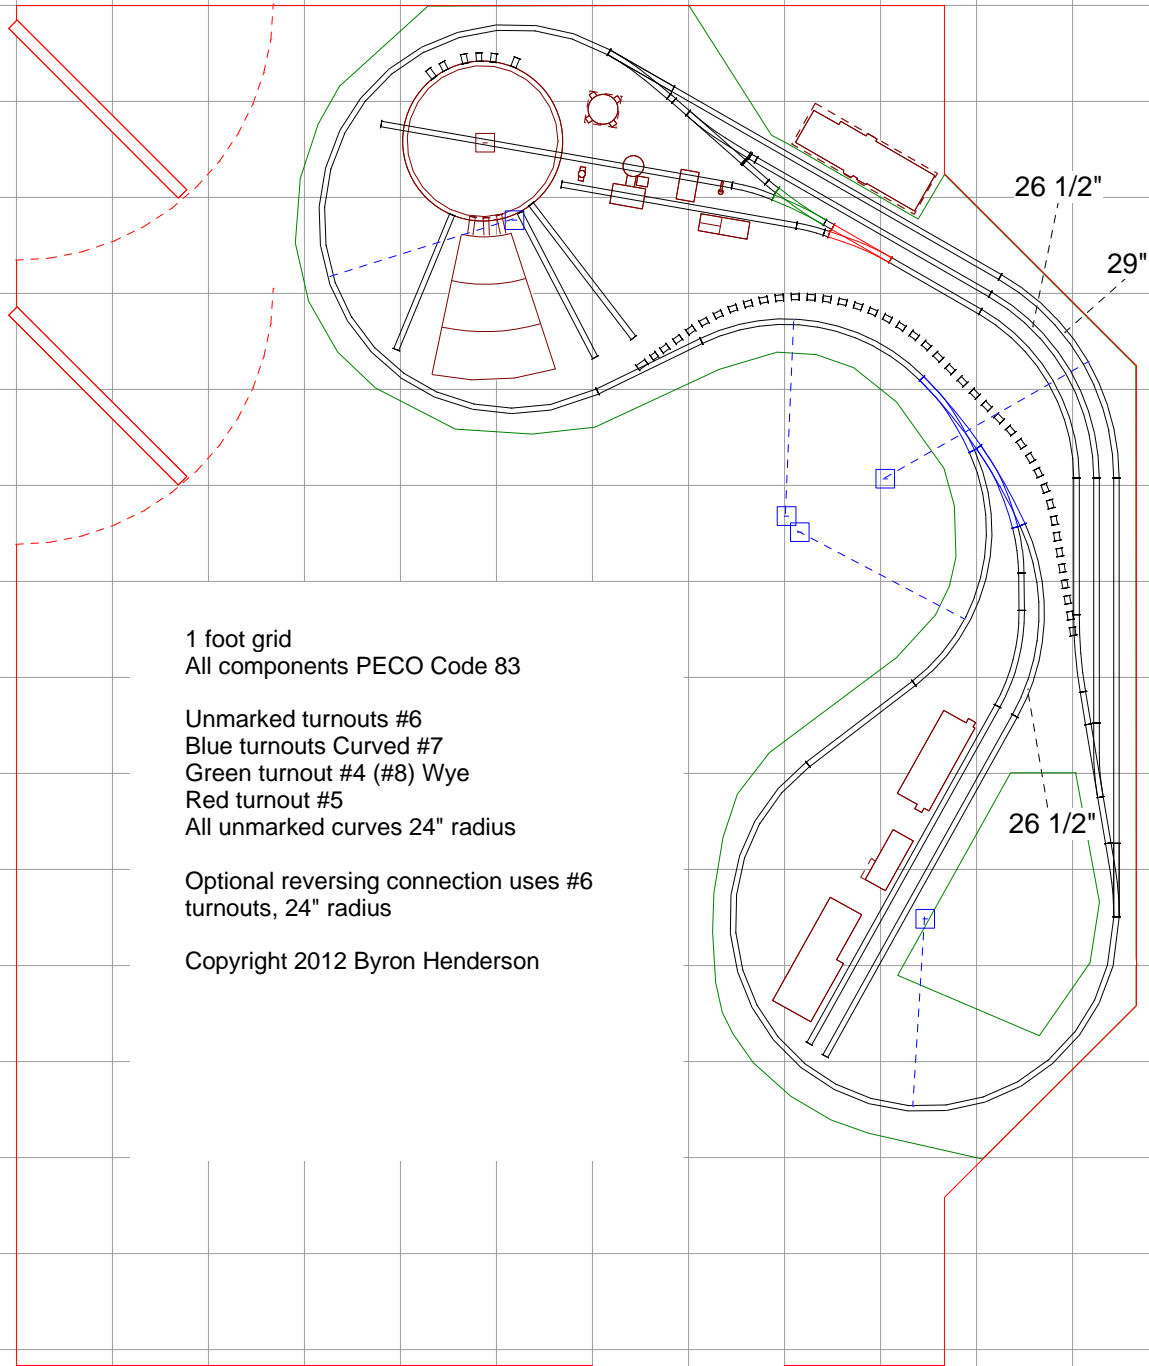 26 1/2"
29"
1 foot grid
All components PECO Code 83
Unmarked turnouts #6
Blue turnouts Curved #7
Green turnout #4 (#8) Wye
Red turnout #5
All unmarked curves 24" radius
26 1/2"
Optional reversing connection uses #6
turnouts, 24" radius
Copyright 2012 Byron Henderson